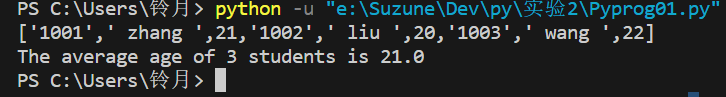 PS C:\Users\铃月> python -u "e:\Suzune\Dev\py\实验2\Pyprog01.py"
['1001',' zhang ',21,'1002',' liu ',20,'1003',' wang ',22]
The average age of 3 students is 21.0
PS C:\Users\铃月>